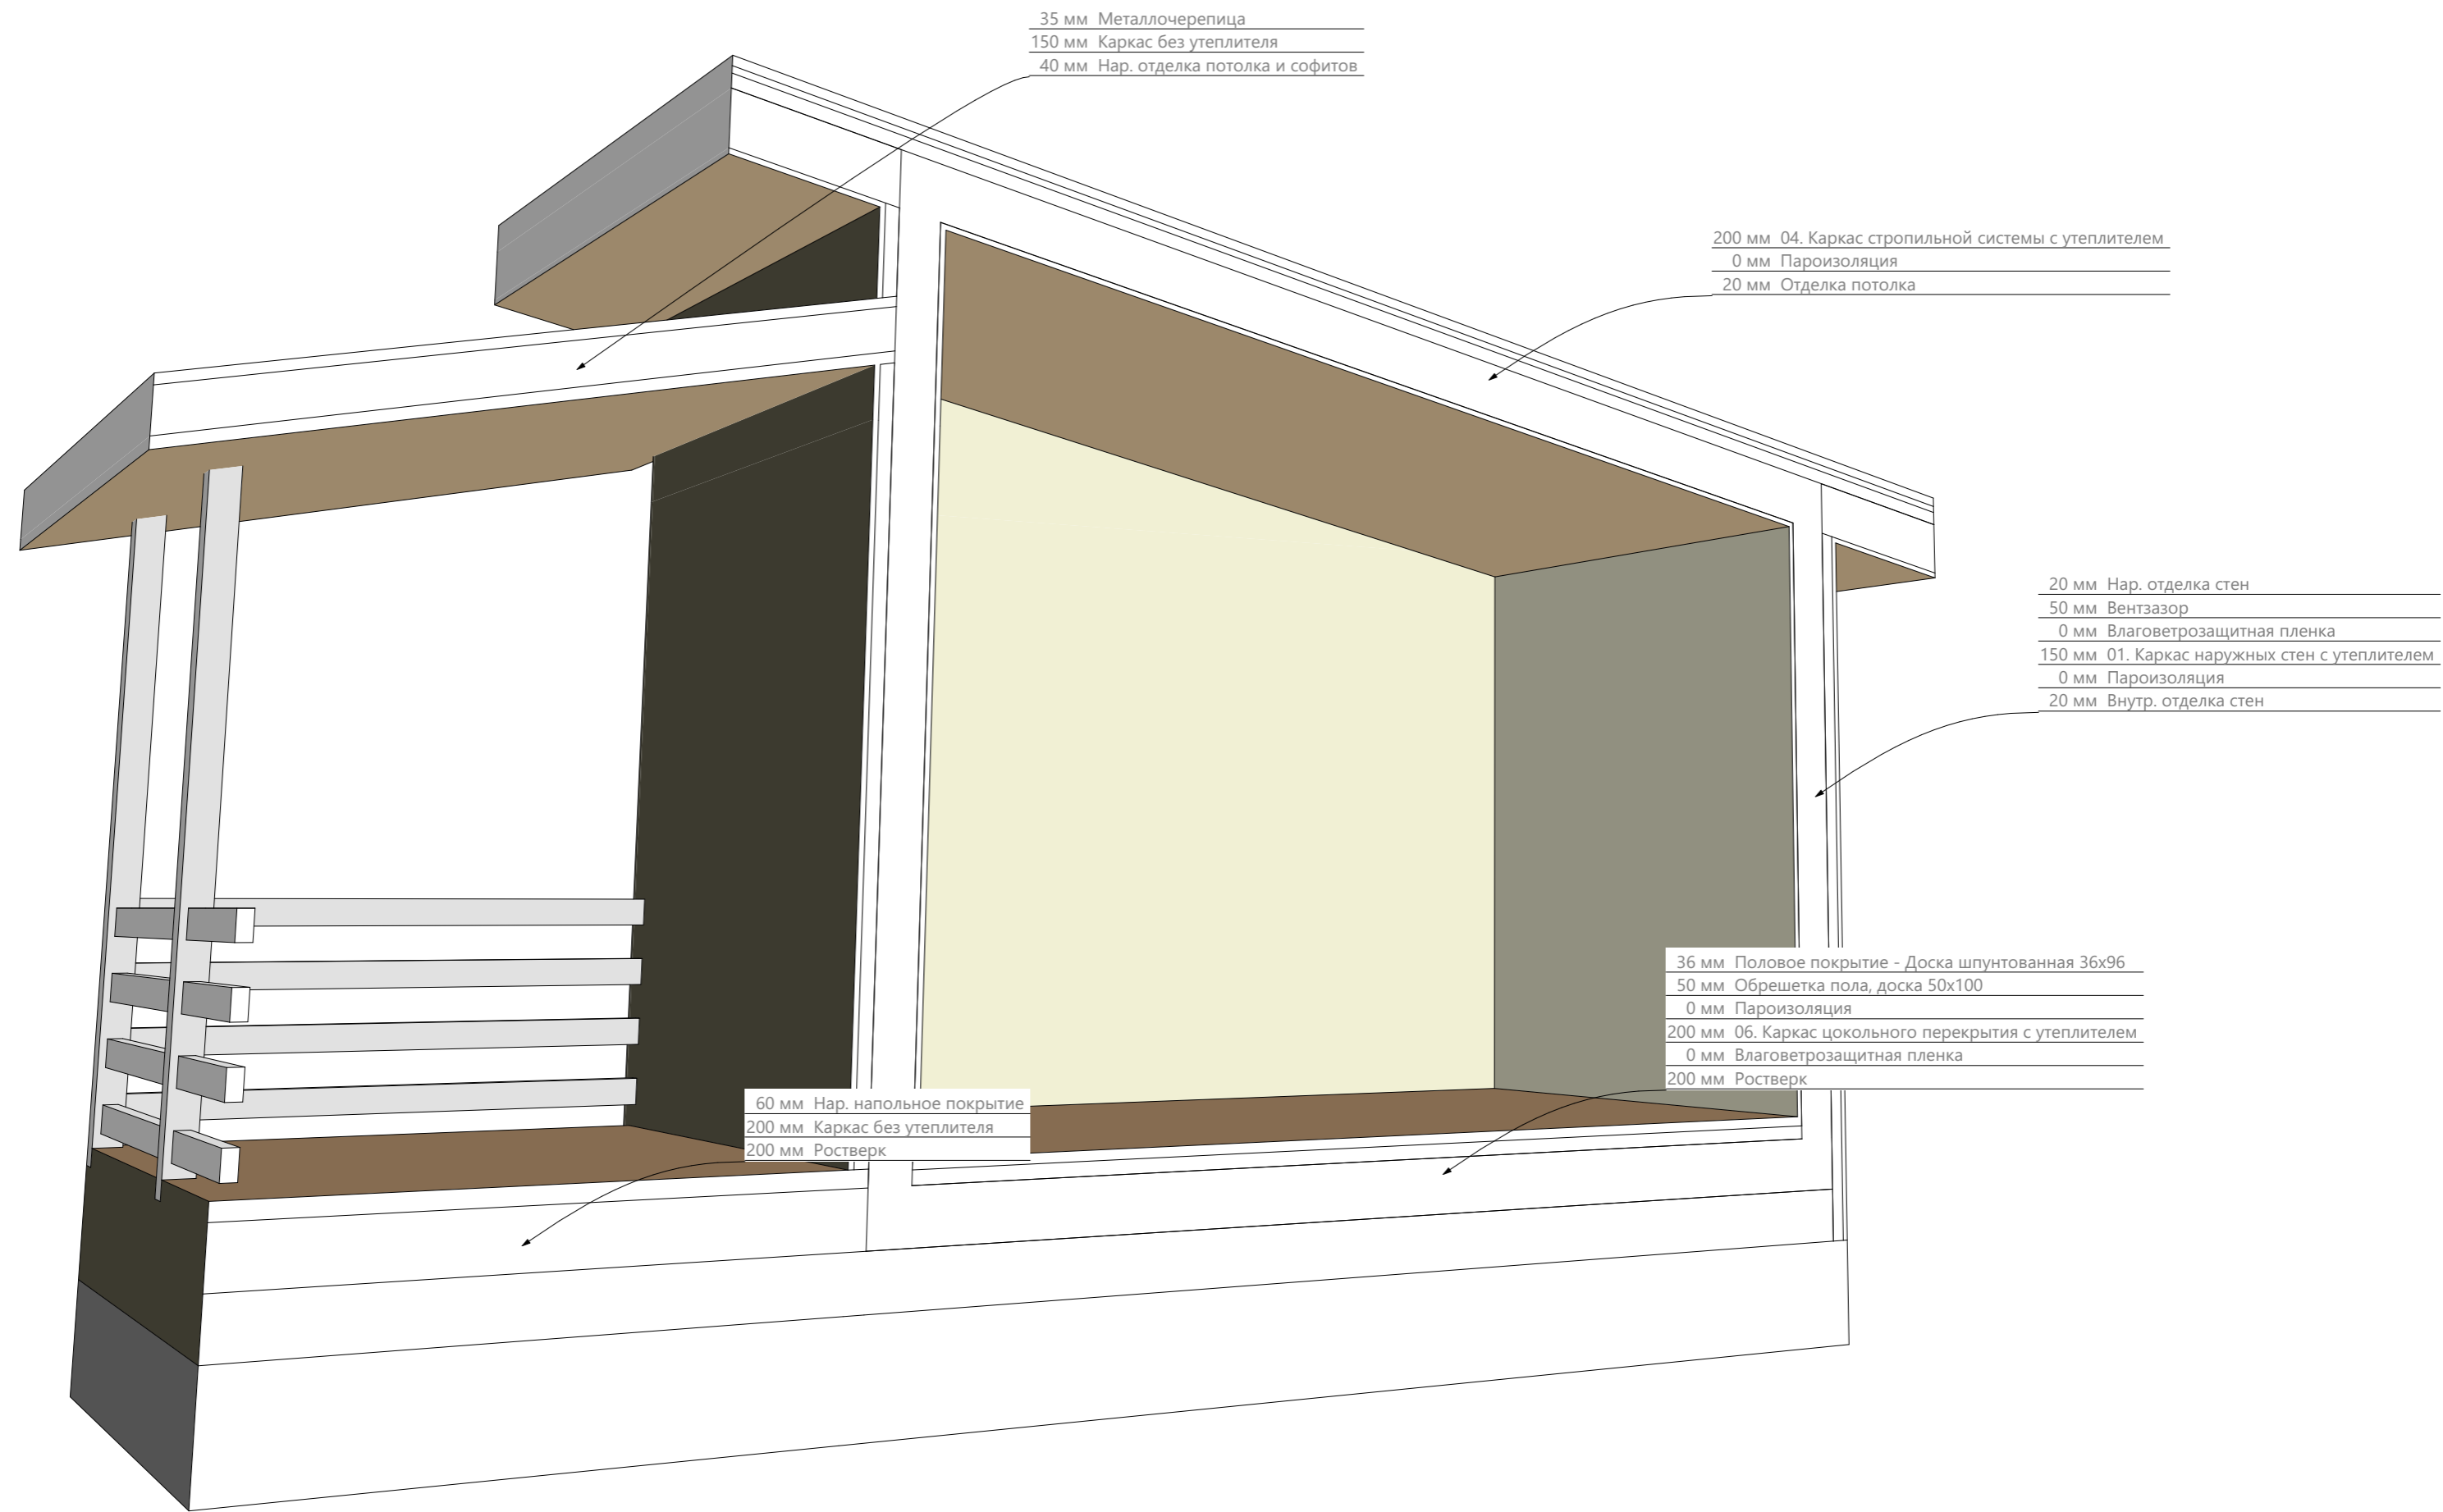 35 мм Металлочерепица
150 мм Каркас без утеплителя
40 мм Нар. отделка потолка и софитов
200 мм 04. Каркас стропильной системы с утеплителем
0 мм Пароизоляция
20 мм Отделка потолка
20 мм Нар. отделка стен
50 мм Вентзазор
0 мм Влаговетрозащитная пленка
150 мм 01. Каркас наружных стен с утеплителем
0 мм Пароизоляция
20 мм Внутр. отделка стен
36 мм Половое покрытие - Доска шпунтованная 36х96
50 мм Обрешетка пола, доска 50х100
0 мм Пароизоляция
200 мм 06. Каркас цокольного перекрытия с утеплителем
0 мм Влаговетрозащитная пленка
200 мм Ростверк
60 мм Нар. напольное покрытие
200 мм Каркас без утеплителя
200 мм Ростверк